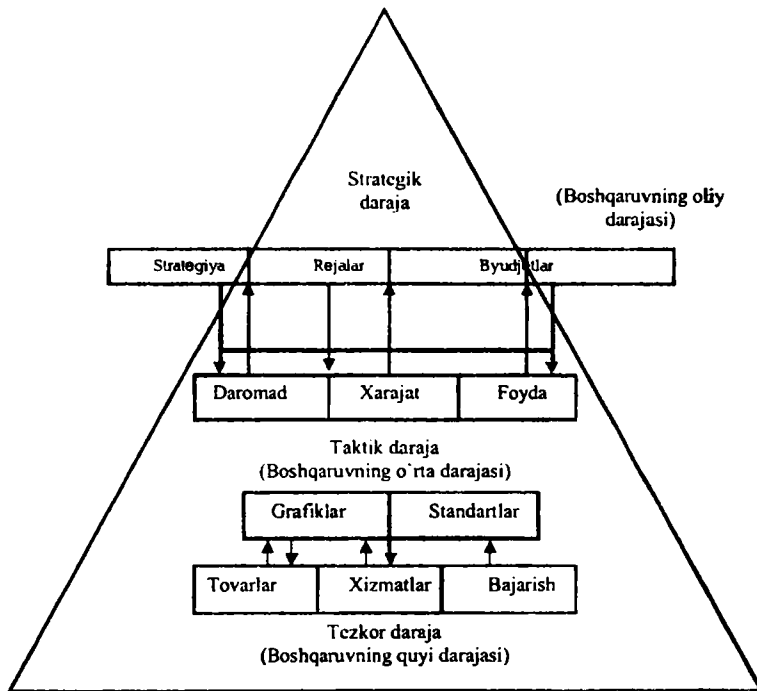 Strategik
daraja
(Boshqaruvning oliy
darajasi)
Strategiya Rejalar Byudjetlar
Daromad Xarajat Foyda
Taktik daraja
(Boshqaruvning o`rta darajasi)
Grafiklar Standartlar
Tovarlar Xizmatlar Bajarish
Tezkor daraja
(Boshqaruvning quyi darajasi)